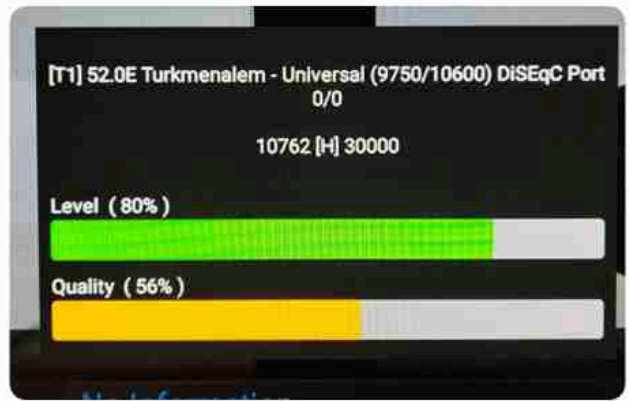 [T1] 52.0E Turkmenalem - Universal (9750/10600) DiSEqC Port
0/0
10762 [H] 30000
Level ( 80% )
Quality ( 56% )